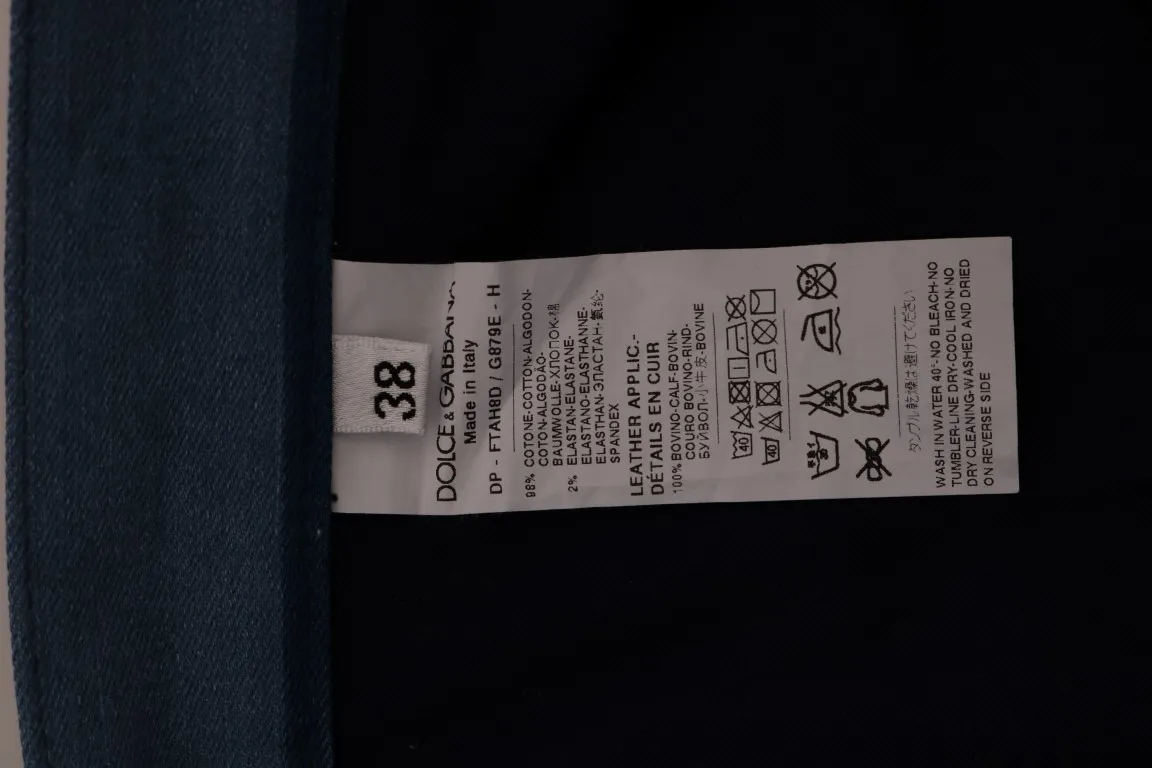 38
DOLCE & GABBANA
Made in Italy
DP - FTAH8D / G879E - H
98% COTONE-COTTON-ALGODON-
COTON-ALGODÃO-
BAUMWOLLE-ХЛОПОК-棉
2% ELASTAN-ELASTANE-
ELASTANO-ELASTHANNE-
ELASTHAN-ЭЛАСТАН-氨纶-
SPANDEX
LEATHER APPLIC.-
DÉTAILS EN CUIR
100% BOVINO-CALF-BOVIN-
COURO BOVINO-RIND-
БУЙВОЛ-小牛皮-BOVINE
40
40
タンブル乾燥は避けてください
WASH IN WATER 40°-NO BLEACH-NO
TUMBLER-LINE DRY-COOL IRON-NO
DRY CLEANING-WASHED AND DRIED
ON REVERSE SIDE